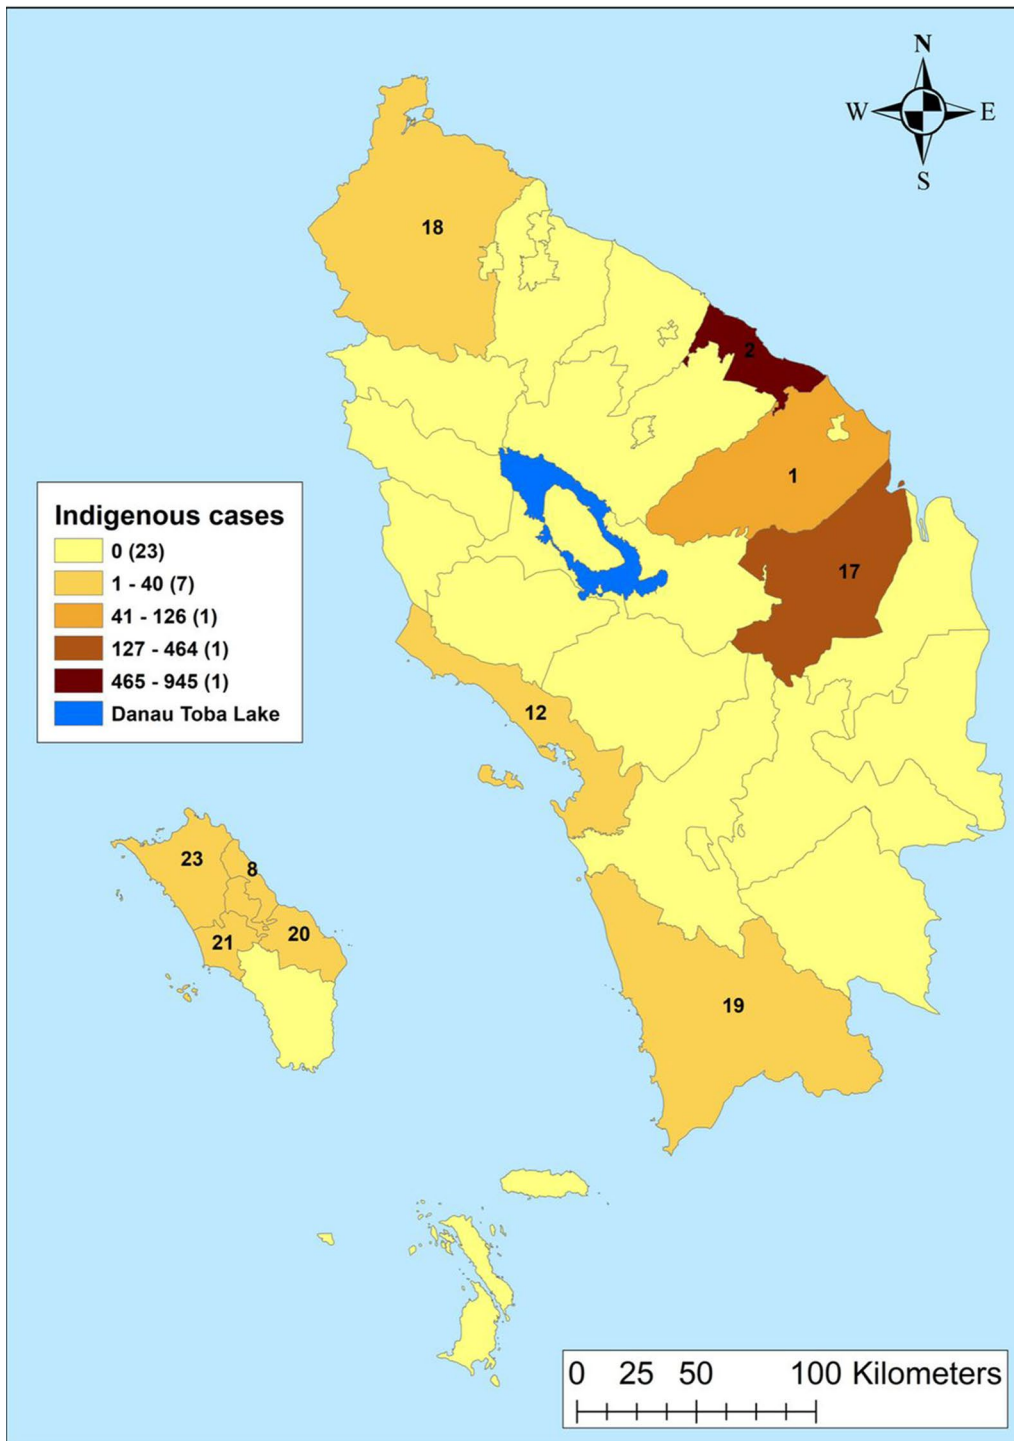 N
W E
S
18
2
1
17
Indigenous cases
0 (23)
1 - 40 (7)
41 - 126 (1)
127 - 464 (1)
465 - 945 (1)
Danau Toba Lake
12
23
8
21
20
19
0 25 50 100 Kilometers